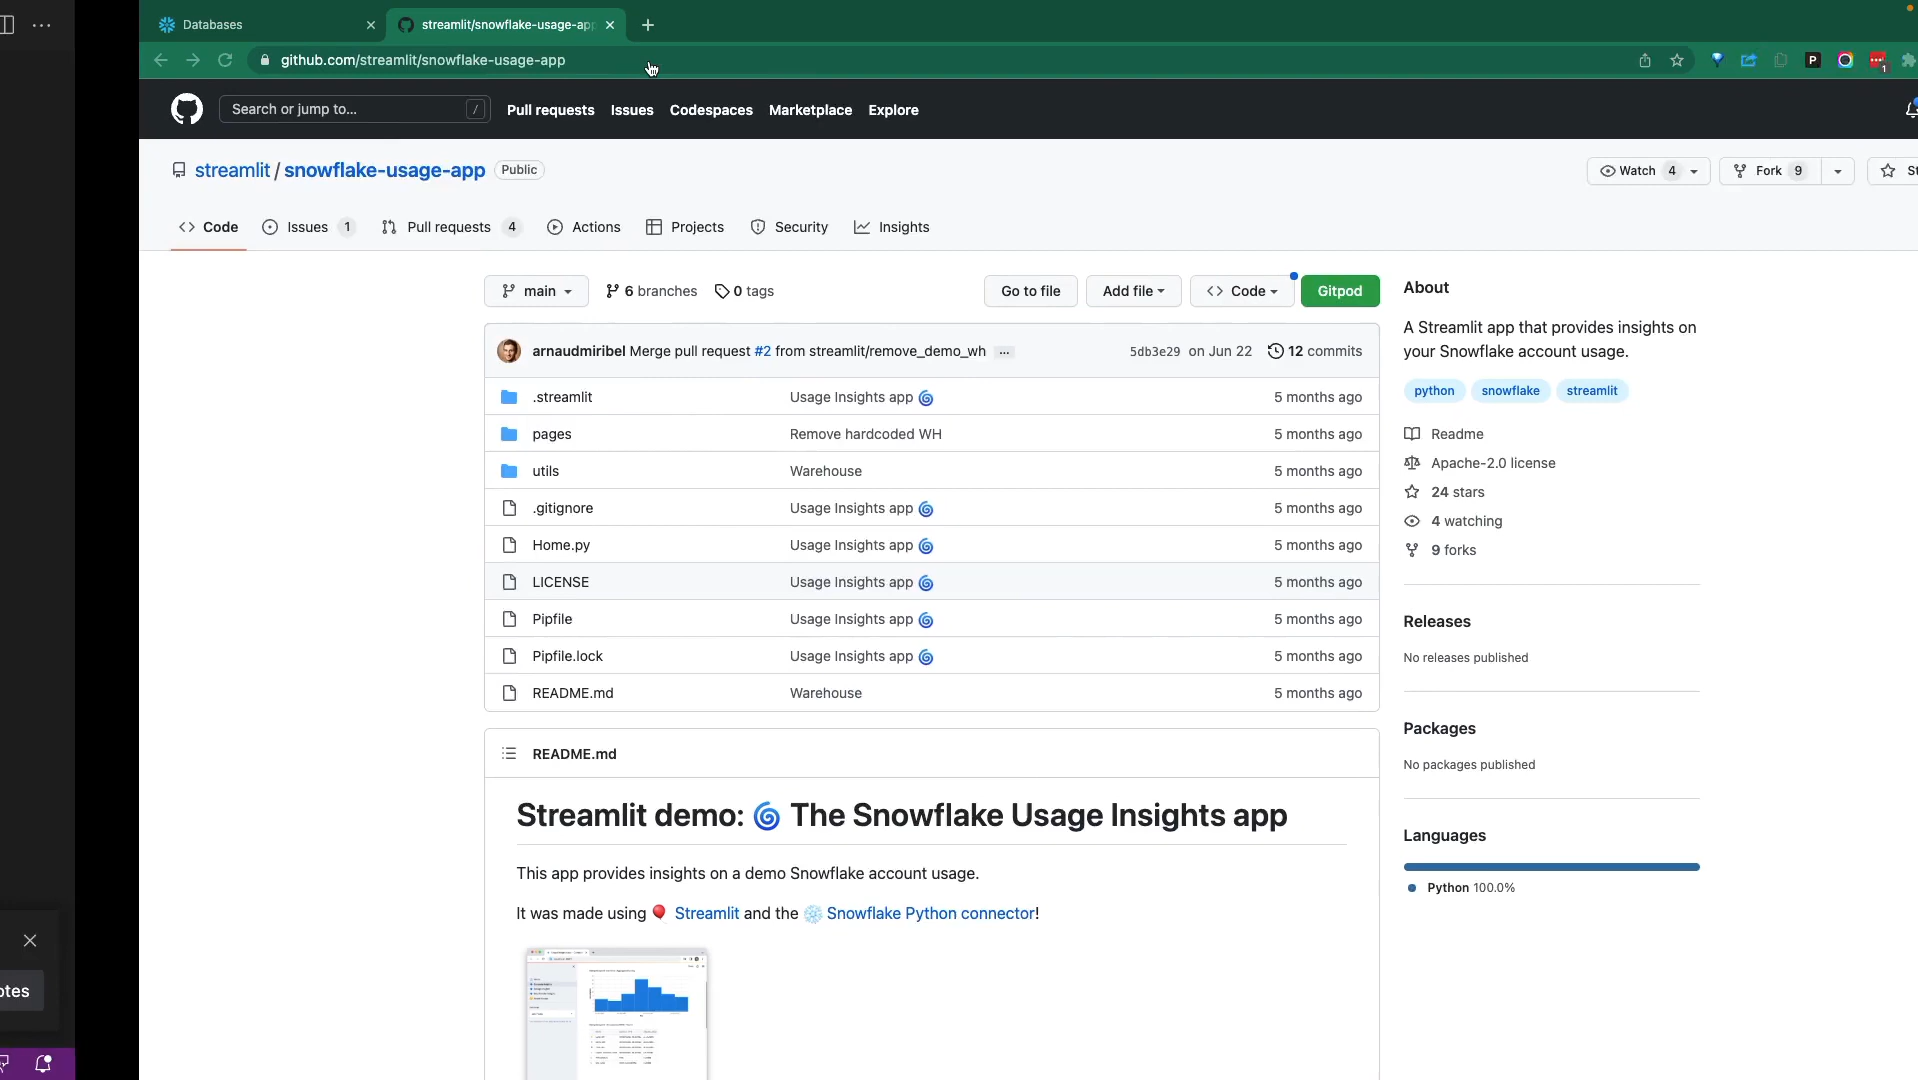 Databases
streamlit/snowflake-usage-app
github.com/streamlit/snowflake-usage-app
P
1
Search or jump to...
/
Pull requests
Issues
Codespaces
Marketplace
Explore
streamlit / snowflake-usage-app
Public
Watch 4
Fork 9
St
Code
Issues 1
Pull requests 4
Actions
Projects
Security
Insights
main
6 branches
0 tags
Go to file
Add file
Code
Gitpod
arnaudmiribel Merge pull request #2 from streamlit/remove_demo_wh ...
5db3e29 on Jun 22
12 commits
.streamlit Usage Insights app 5 months ago
pages Remove hardcoded WH 5 months ago
utils Warehouse 5 months ago
.gitignore Usage Insights app 5 months ago
Home.py Usage Insights app 5 months ago
LICENSE Usage Insights app 5 months ago
Pipfile Usage Insights app 5 months ago
Pipfile.lock Usage Insights app 5 months ago
README.md Warehouse 5 months ago
README.md
Streamlit demo: 🌀 The Snowflake Usage Insights app
This app provides insights on a demo Snowflake account usage.
It was made using 🎈 Streamlit and the ❄️ Snowflake Python connector!
About
A Streamlit app that provides insights on
your Snowflake account usage.
python snowflake streamlit
Readme
Apache-2.0 license
24 stars
4 watching
9 forks
Releases
No releases published
Packages
No packages published
Languages
Python 100.0%
otes